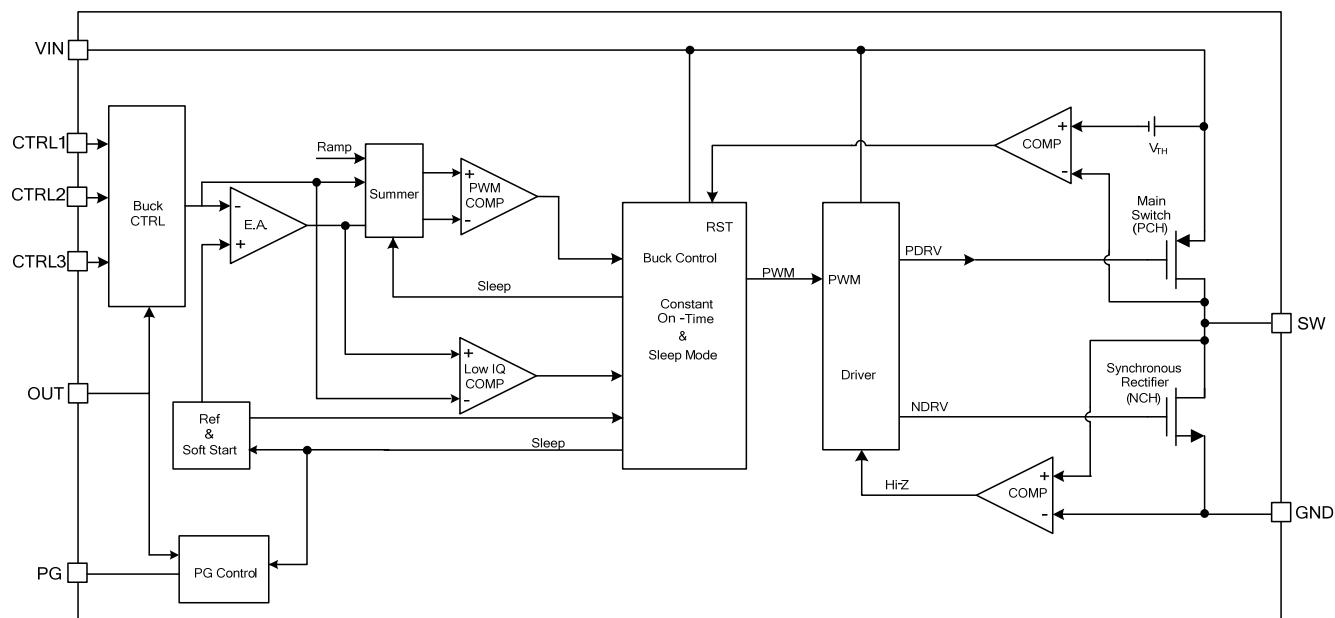 VIN
CTRL1
CTRL2
CTRL3
OUT
PG
Buck
CTRL
-
E.A.
+
Ramp
Summer
+
PWM
COMP
-
Sleep
+
Low IQ
COMP
-
Ref
&
Soft Start
Sleep
PG Control
RST
Buck Control
Constant
On -Time
&
Sleep Mode
PWM
PWM
Driver
PDRV
NDRV
Hi-Z
+
COMP
-
VTH
Main
Switch
(PCH)
Synchronous
Rectifier
(NCH)
+
COMP
-
SW
GND